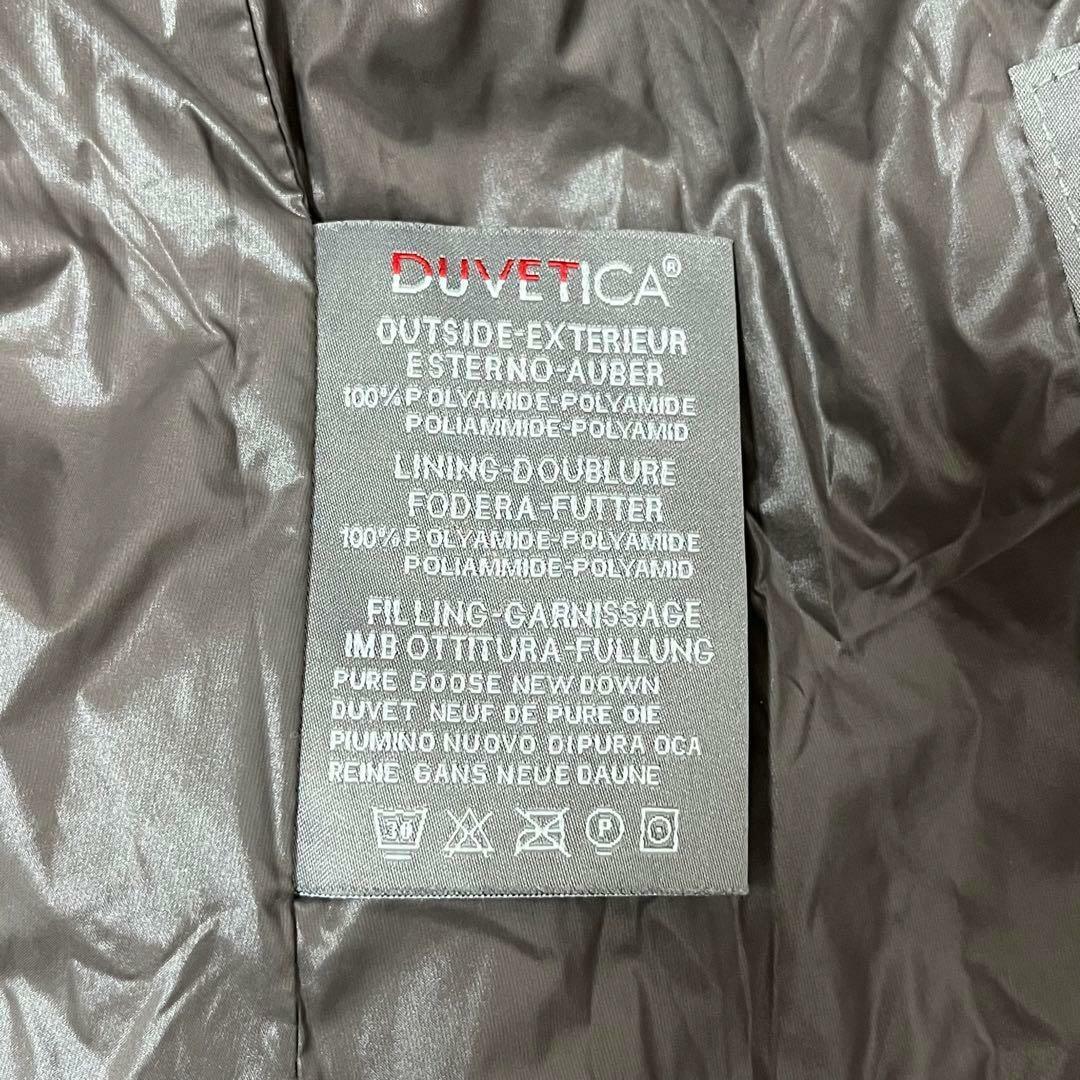 DUVETICA®
OUTSIDE-EXTERIEUR
ESTERNO-AUBER
100% POLYAMIDE-POLYAMIDE
POLIAMMIDE-POLYAMID
LINING-DOUBLURE
FODERA-FUTTER
100% POLYAMIDE-POLYAMIDE
POLIAMMIDE-POLYAMID
FILLING-GARNISSAGE
IMBOTTITURA-FULLUNG
PURE GOOSE NEW DOWN
DUVET NEUF DE PURE OIE
PIUMINO NUOVO DI PURA OCA
REINE GANS NEUE DAUNE
30 P